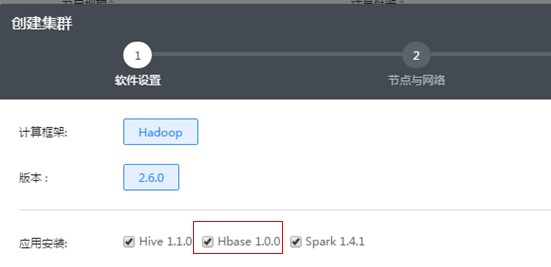 创建集群
1
2
软件设置
节点与网络
计算框架:
Hadoop
版本:
2.6.0
应用安装:
Hive 1.1.0
Hbase 1.0.0
Spark 1.4.1